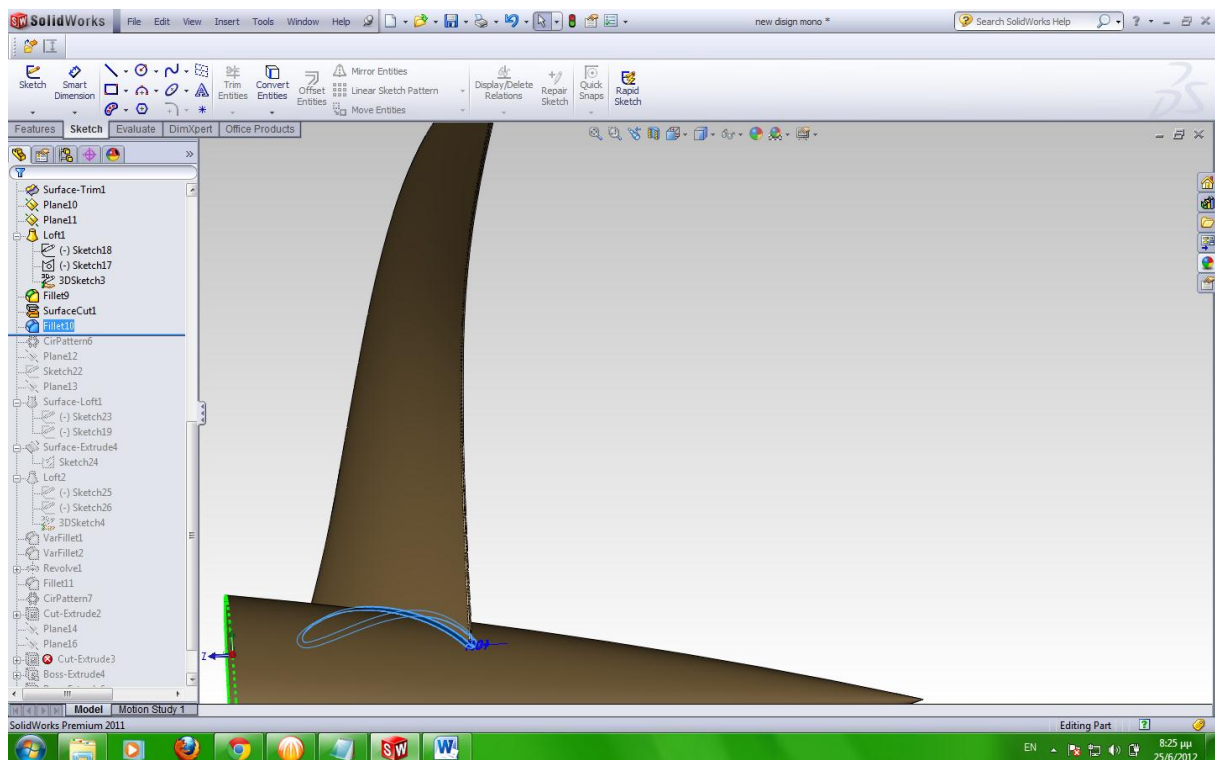 SolidWorks File Edit View Insert Tools Window Help new disign mono * Search SolidWorks Help
Sketch Smart Dimension Trim Entities Convert Entities Offset Entities Mirror Entities Linear Sketch Pattern Move Entities Display/Delete Relations Repair Sketch Quick Snaps Rapid Sketch
Features Sketch Evaluate DimXpert Office Products
Surface-Trim1
Plane10
Plane11
Loft1
(-) Sketch18
(-) Sketch17
3DSketch3
Fillet9
SurfaceCut1
Fillet10
CirPattern6
Plane12
Sketch22
Plane13
Surface-Loft1
(-) Sketch23
(-) Sketch19
Surface-Extrude4
Sketch24
Loft2
(-) Sketch25
(-) Sketch26
3DSketch4
VarFillet1
VarFillet2
Revolve1
Fillet11
CirPattern7
Cut-Extrude2
Plane14
Plane16
Cut-Extrude3
Boss-Extrude4
Z
Model Motion Study 1
SolidWorks Premium 2011 Editing Part
EN 8:25 μμ
25/6/2012